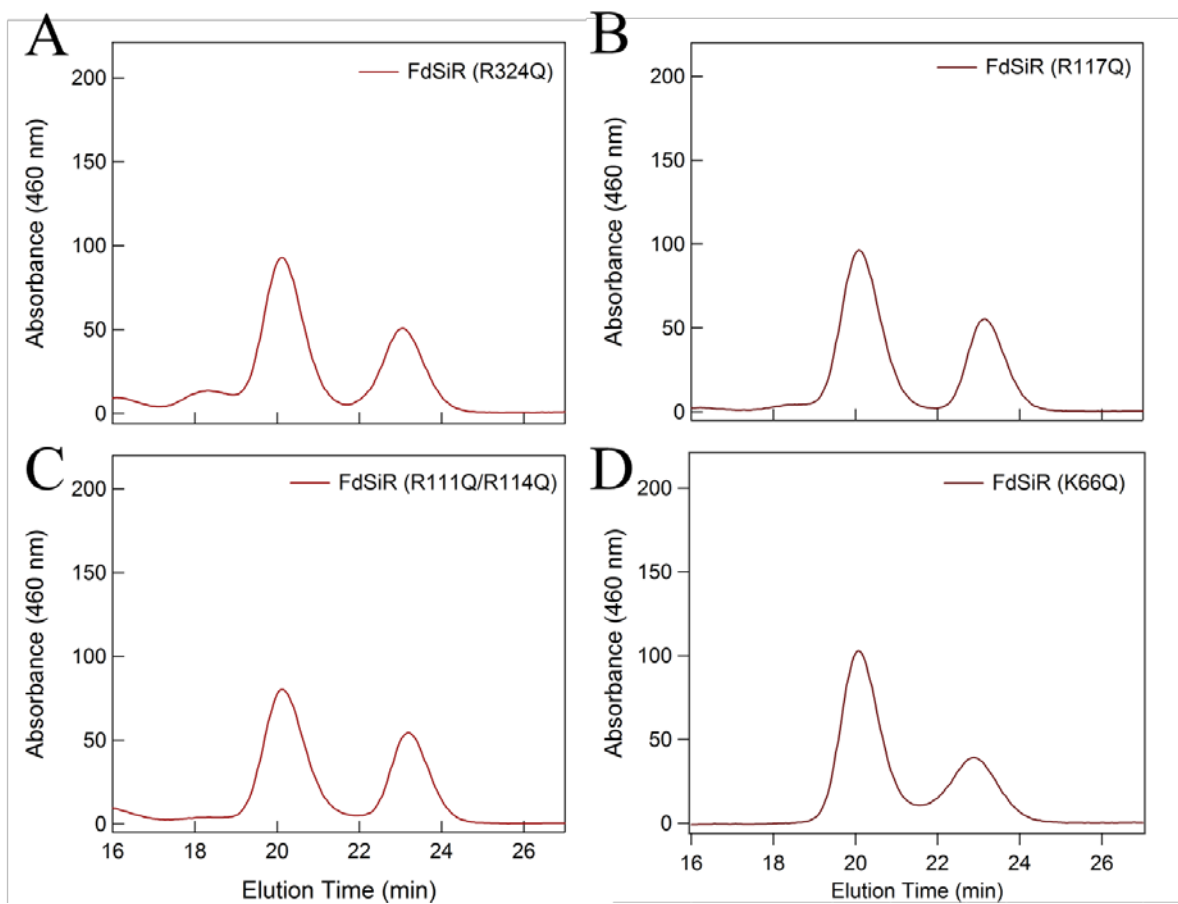 A
B
FdSiR (R324Q)
FdSiR (R117Q)
Absorbance (460 nm)
200
150
100
50
0
Absorbance (460 nm)
200
150
100
50
0
C
D
FdSiR (R111Q/R114Q)
FdSiR (K66Q)
Absorbance (460 nm)
200
150
100
50
0
Absorbance (460 nm)
200
150
100
50
0
16 18 20 22 24 26
16 18 20 22 24 26
Elution Time (min)
Elution Time (min)